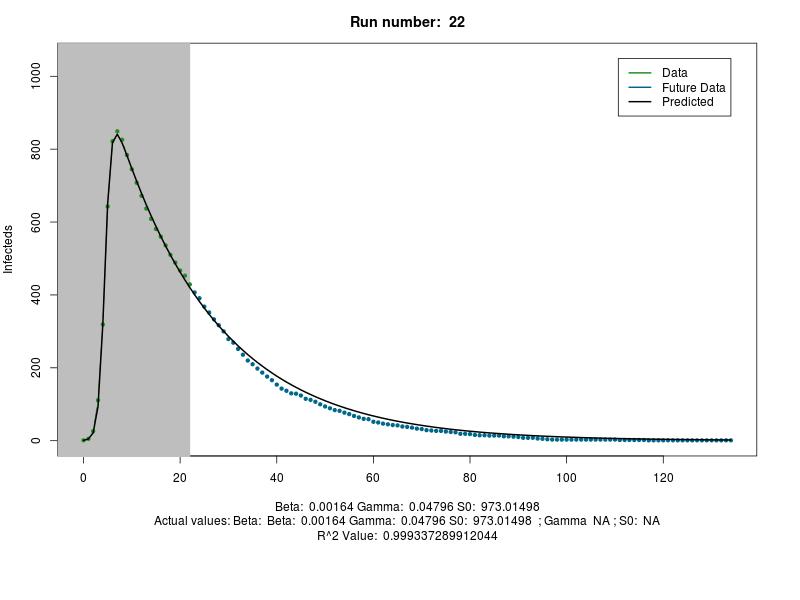 Run number: 22
Data
Future Data
Predicted
Infecteds
1000
800
600
400
200
0
0 20 40 60 80 100 120
Beta: 0.00164 Gamma: 0.04796 S0: 973.01498
Actual values: Beta: Beta: 0.00164 Gamma: 0.04796 S0: 973.01498 ; Gamma NA ; S0: NA
R^2 Value: 0.999337289912044